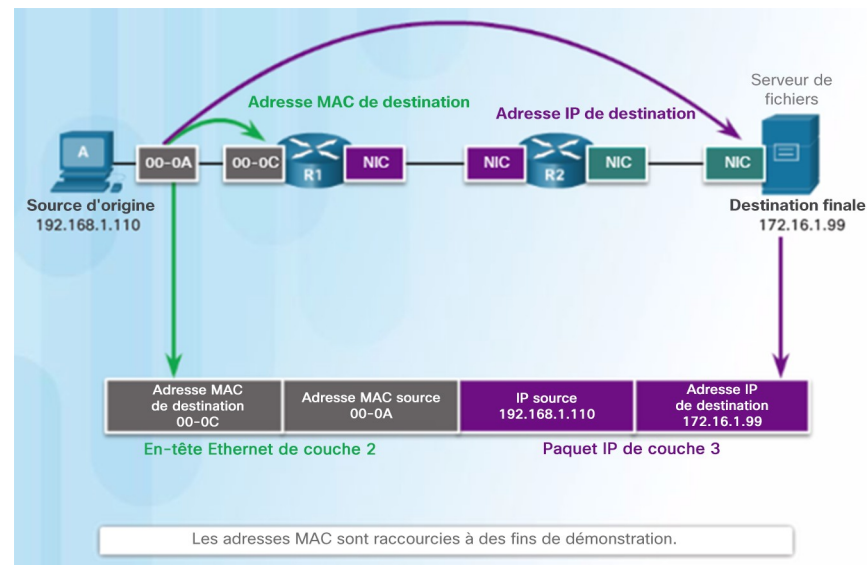 Serveur de
fichiers
Adresse MAC de destination
Adresse IP de destination
A
00-0A
00-0C
R1
NIC
NIC
R2
NIC
NIC
Source d'origine
192.168.1.110
Destination finale
172.16.1.99
Adresse MAC
de destination
00-0C
Adresse MAC source
00-0A
IP source
192.168.1.110
Adresse IP
de destination
172.16.1.99
En-tête Ethernet de couche 2
Paquet IP de couche 3
Les adresses MAC sont raccourcies à des fins de démonstration.